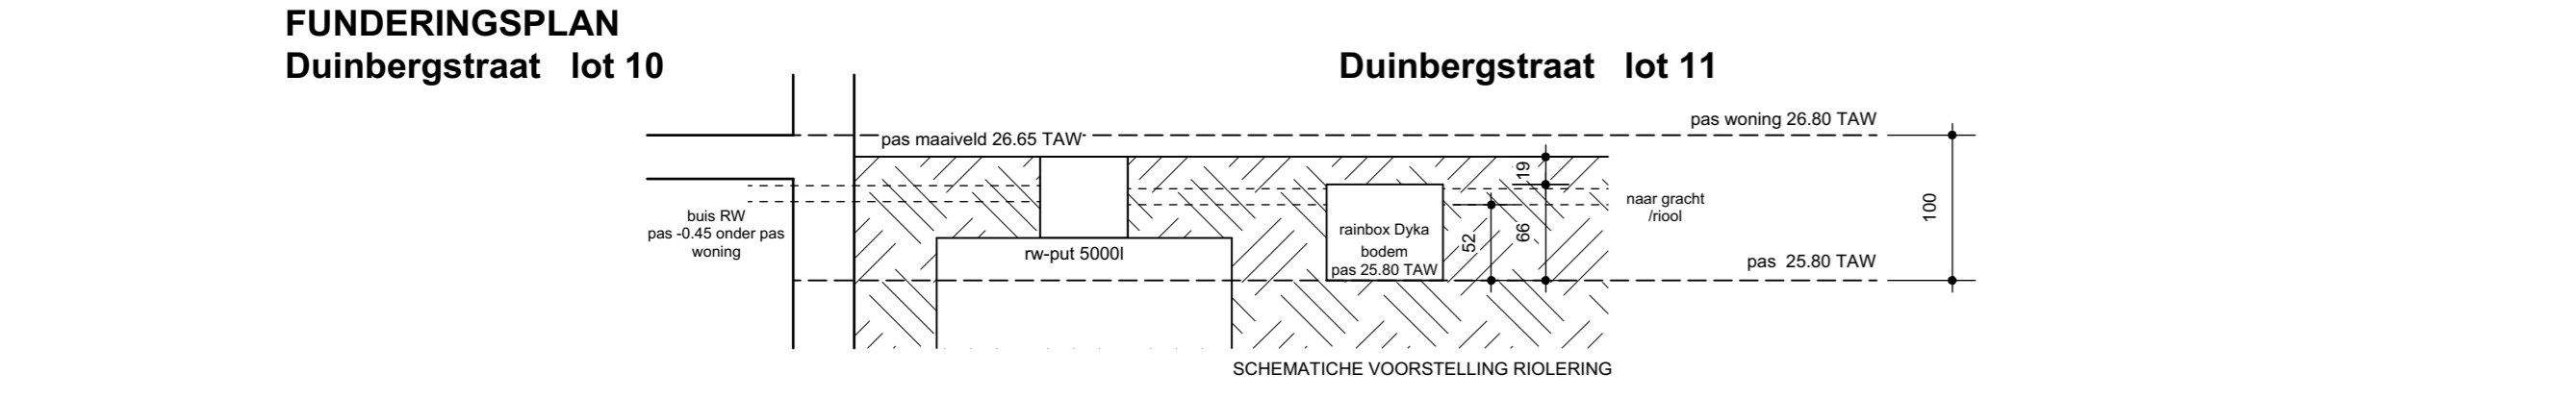 FUNDERINGSPLAN
Duinbergstraat lot 10
Duinbergstraat lot 11
pas woning 26.80 TAW
pas maaiveld 26.65 TAW
19
naar gracht
/riool
100
buis RW
pas -0.45 onder pas
woning
rainbox Dyka
bodem
pas 25.80 TAW
52
66
rw-put 5000l
pas 25.80 TAW
SCHEMATICHE VOORSTELLING RIOLERING